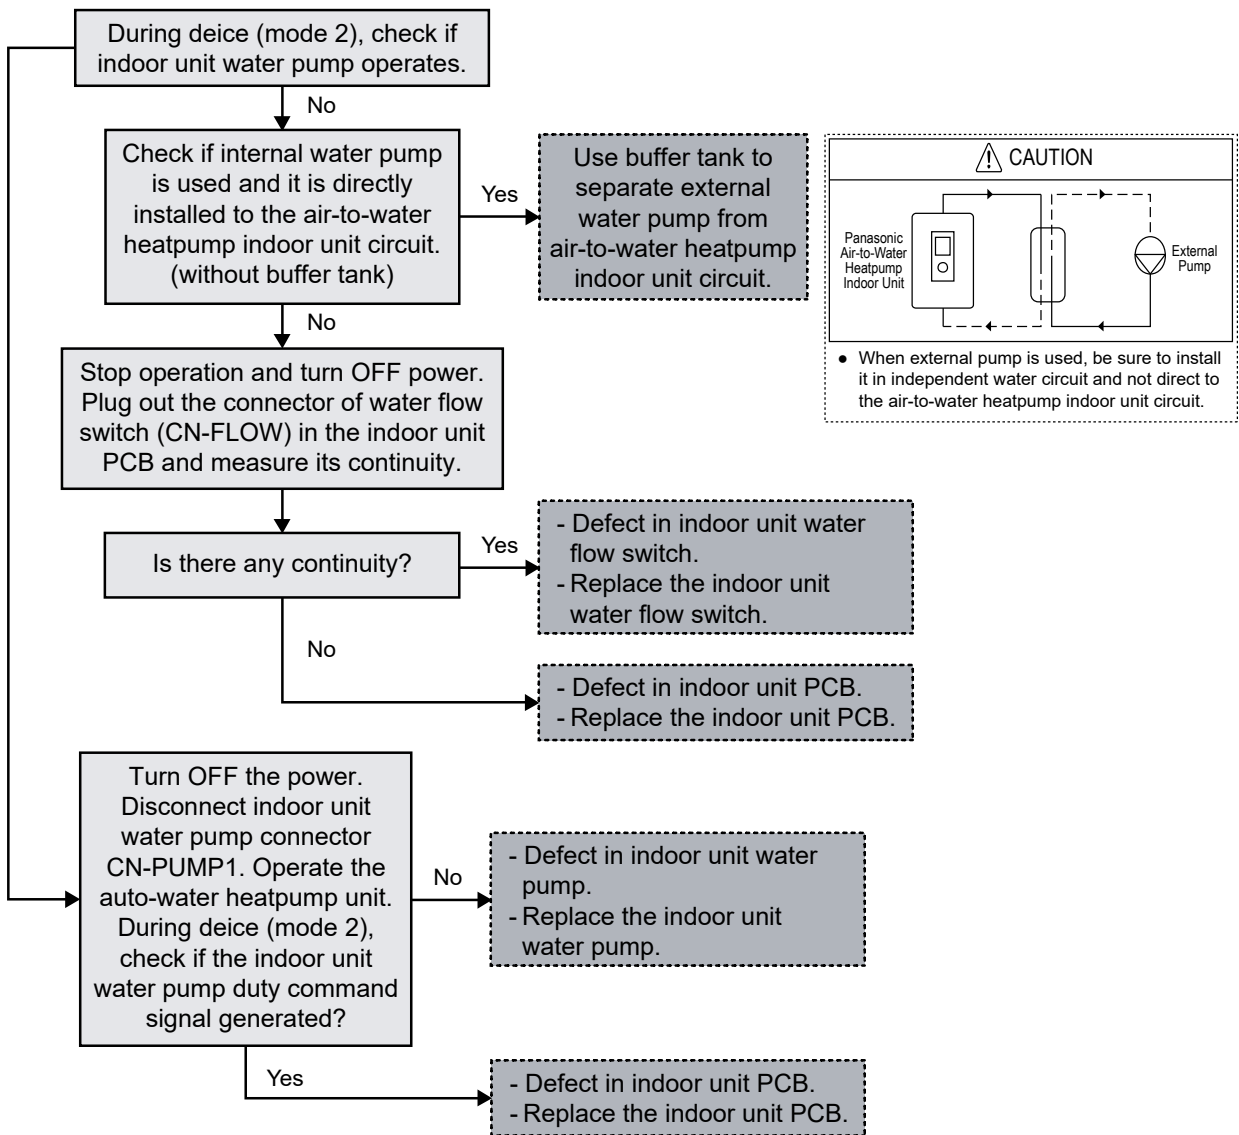 During deice (mode 2), check if
indoor unit water pump operates.
No
Check if internal water pump
is used and it is directly
installed to the air-to-water
heatpump indoor unit circuit.
(without buffer tank)
Yes
Use buffer tank to
separate external
water pump from
air-to-water heatpump
indoor unit circuit.
CAUTION
Panasonic
Air-to-Water
Heatpump
Indoor Unit
External
Pump
● When external pump is used, be sure to install
it in independent water circuit and not direct to
the air-to-water heatpump indoor unit circuit.
No
Stop operation and turn OFF power.
Plug out the connector of water flow
switch (CN-FLOW) in the indoor unit
PCB and measure its continuity.
Is there any continuity?
Yes
- Defect in indoor unit water
flow switch.
- Replace the indoor unit
water flow switch.
No
- Defect in indoor unit PCB.
- Replace the indoor unit PCB.
Turn OFF the power.
Disconnect indoor unit
water pump connector
CN-PUMP1. Operate the
auto-water heatpump unit.
During deice (mode 2),
check if the indoor unit
water pump duty command
signal generated?
No
- Defect in indoor unit water
pump.
- Replace the indoor unit
water pump.
Yes
- Defect in indoor unit PCB.
- Replace the indoor unit PCB.